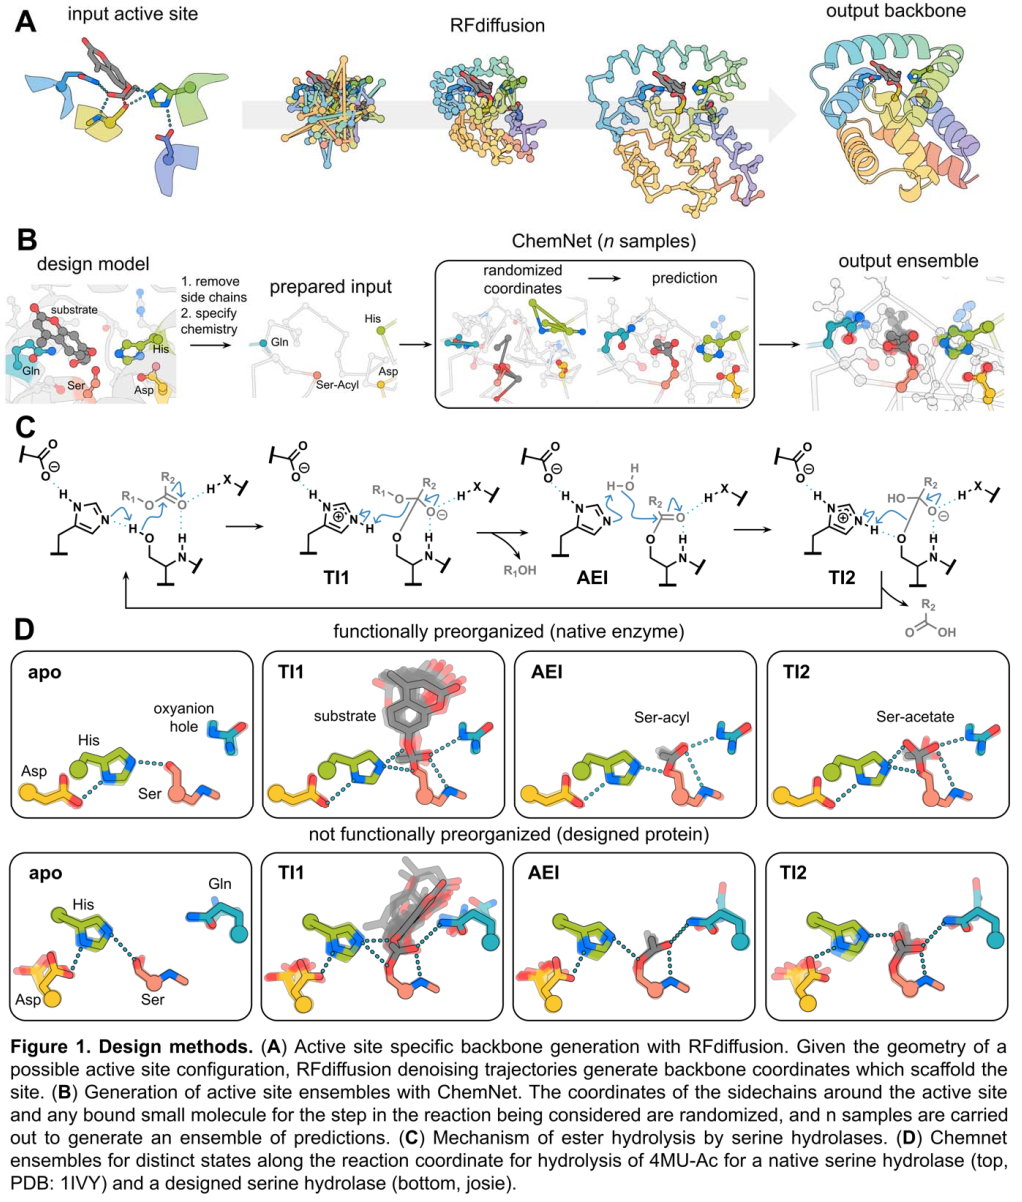 A
input active site
RFdiffusion
output backbone
B
design model
substrate
Gln
His
Ser
Asp
1. remove
side chains
2. specify
chemistry
prepared input
His
Gln
Ser-Acyl
Asp
ChemNet (n samples)
randomized
coordinates
prediction
output ensemble
C
O
O
⊖
H
N
N
H
O
R1
O
R2
O
H
X
H
N
TI1
O
O
⊖
H
N
⊕
N
H
R1
O
R2
O
⊖
H
X
O
H
N
R1OH
AEI
O
O
⊖
H
N
N
H
O
H
R2
O
H
X
O
H
N
TI2
O
O
⊖
H
N
⊕
N
H
HO
R2
O
⊖
H
X
O
H
N
R2
O
OH
D
functionally preorganized (native enzyme)
apo
oxyanion
hole
His
Asp
Ser
TI1
substrate
AEI
Ser-acyl
TI2
Ser-acetate
not functionally preorganized (designed protein)
apo
Gln
His
Asp
Ser
TI1
AEI
TI2
Figure 1. Design methods. (A) Active site specific backbone generation with RFdiffusion. Given the geometry of a
possible active site configuration, RFdiffusion denoising trajectories generate backbone coordinates which scaffold the
site. (B) Generation of active site ensembles with ChemNet. The coordinates of the sidechains around the active site
and any bound small molecule for the step in the reaction being considered are randomized, and n samples are carried
out to generate an ensemble of predictions. (C) Mechanism of ester hydrolysis by serine hydrolases. (D) Chemnet
ensembles for distinct states along the reaction coordinate for hydrolysis of 4MU-Ac for a native serine hydrolase (top,
PDB: 1IVY) and a designed serine hydrolase (bottom, josie).